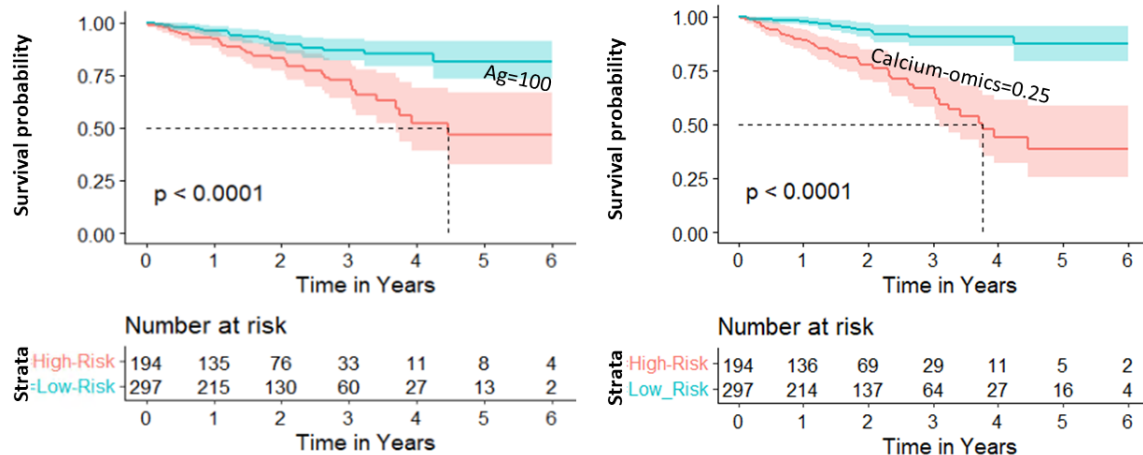 Survival probability
1.00
0.75
0.50
0.25
0.00
Ag=100
p < 0.0001
0 1 2 3 4 5 6
Time in Years
Number at risk
Strata
High-Risk 194 135 76 33 11 8 4
=Low-Risk 297 215 130 60 27 13 2
0 1 2 3 4 5 6
Time in Years
Survival probability
1.00
0.75
0.50
0.25
0.00
Calcium-omics=0.25
p < 0.0001
0 1 2 3 4 5 6
Time in Years
Number at risk
Strata
High-Risk 194 136 69 29 11 5 2
Low_Risk 297 214 137 64 27 16 4
0 1 2 3 4 5 6
Time in Years